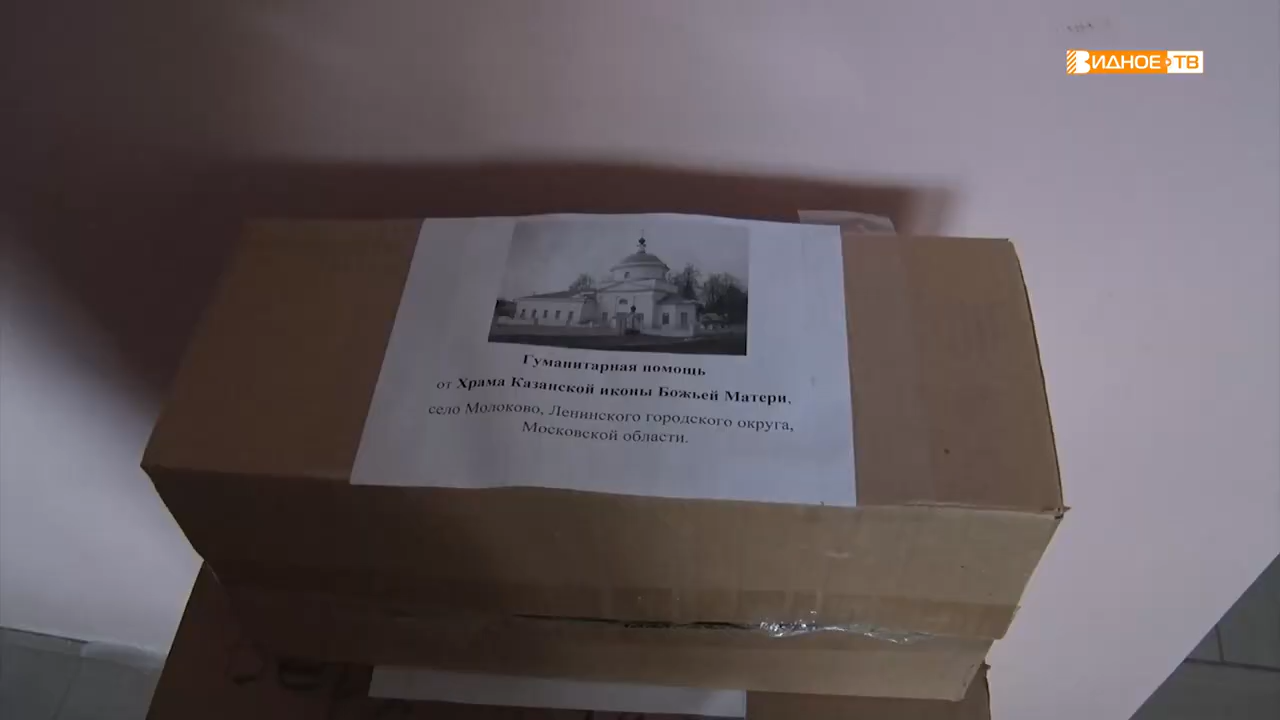 ВИДНОЕ ТВ
Гуманитарная помощь
от Храма Казанской иконы Божьей Матери,
село Молоково, Ленинского городского округа,
Московской области.